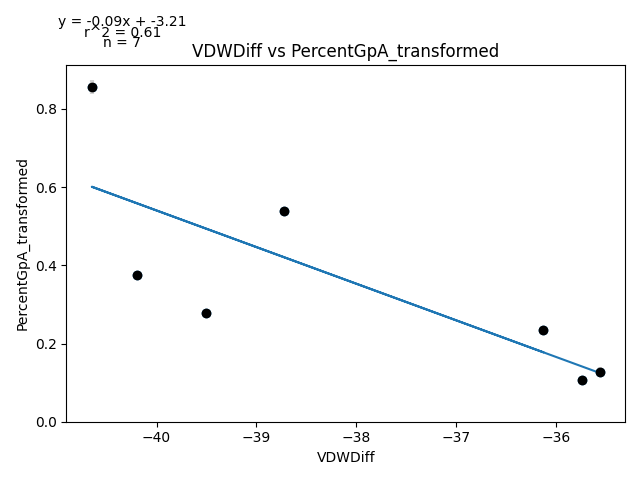 y = -0.09x + -3.21
r^2 = 0.61
n = 7
VDWDiff vs PercentGpA_transformed
PercentGpA_transformed
0.8
0.6
0.4
0.2
0.0
−40
−39
−38
−37
−36
VDWDiff